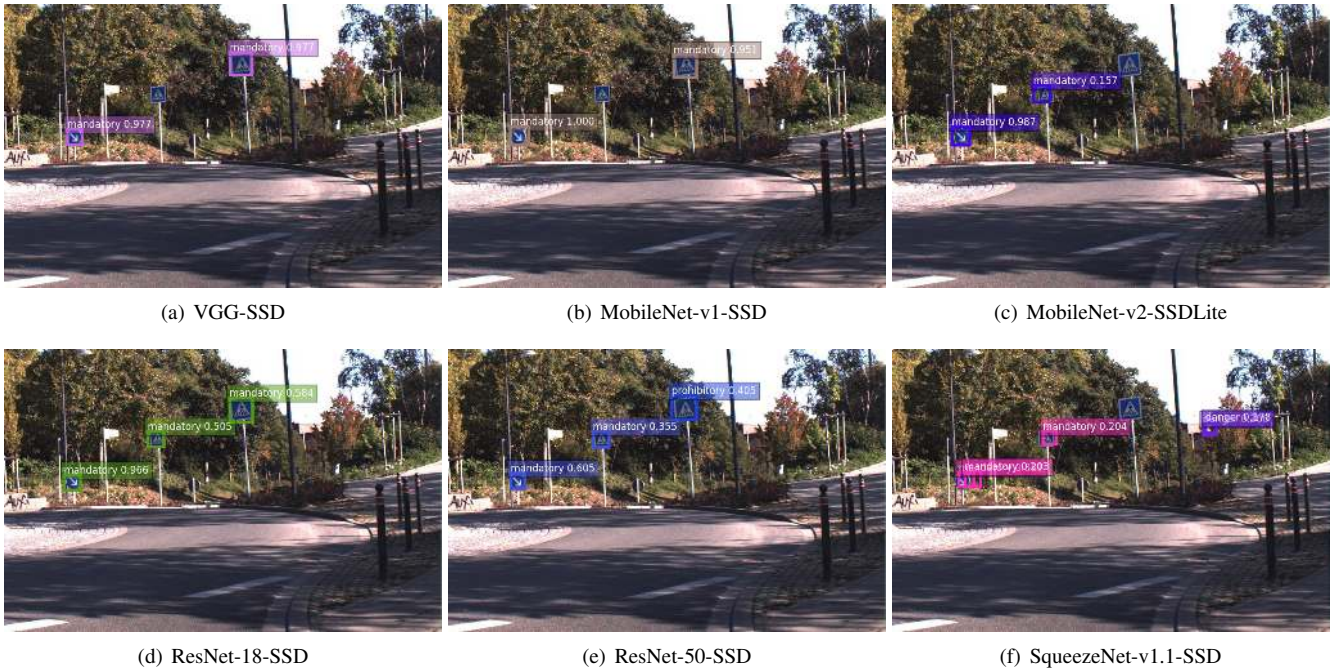 mandatory 0.977
mandatory 0.977
(a) VGG-SSD
mandatory 0.951
mandatory 1.000
(b) MobileNet-v1-SSD
mandatory 0.157
mandatory 0.987
(c) MobileNet-v2-SSDLite
mandatory 0.584
mandatory 0.505
mandatory 0.966
(d) ResNet-18-SSD
prohibitory 0.405
mandatory 0.355
mandatory 0.605
(e) ResNet-50-SSD
mandatory 0.204
mandatory 0.203
(f) SqueezeNet-v1.1-SSD